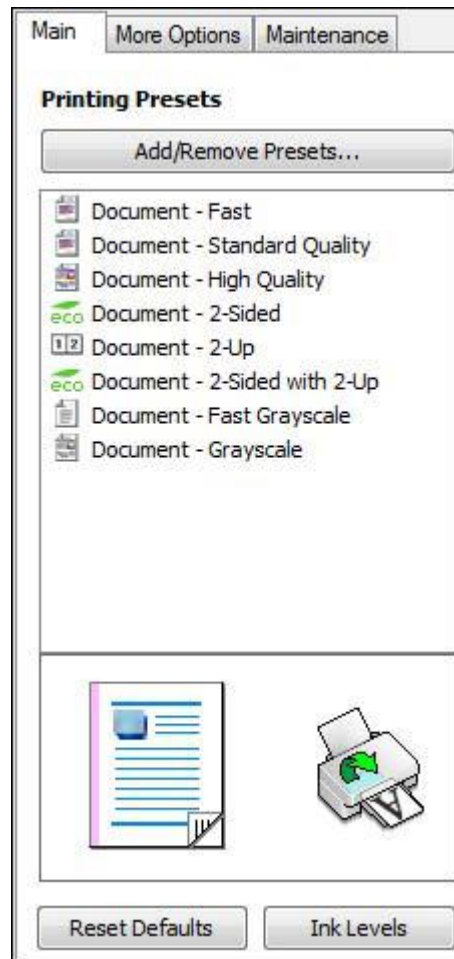 Main More Options Maintenance
Printing Presets
Add/Remove Presets...
Document - Fast
Document - Standard Quality
Document - High Quality
eco Document - 2-Sided
1 2 Document - 2-Up
eco Document - 2-Sided with 2-Up
Document - Fast Grayscale
Document - Grayscale
A
Reset Defaults Ink Levels